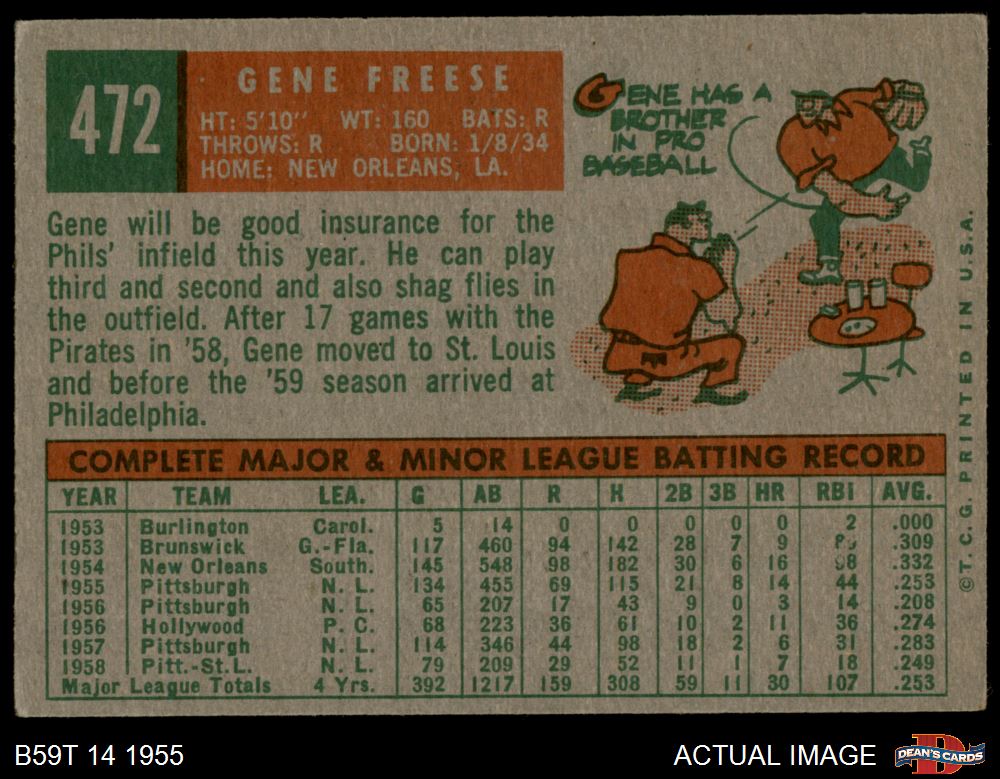 472
GENE FREESE
HT: 5'10" WT: 160 BATS: R
THROWS: R BORN: 1/8/34
HOME: NEW ORLEANS, LA.
GENE HAS A
BROTHER
IN PRO
BASEBALL
Gene will be good insurance for the
Phils' infield this year. He can play
third and second and also shag flies in
the outfield. After 17 games with the
Pirates in '58, Gene moved to St. Louis
and before the '59 season arrived at
Philadelphia.
COMPLETE MAJOR & MINOR LEAGUE BATTING RECORD
YEAR TEAM LEA. G AB R H 2B 3B HR RBI AVG.
1953 Burlington Carol. 5 14 0 0 0 0 0 2 .000
1953 Brunswick G.-Fla. 117 460 94 142 28 7 9 .309
1954 New Orleans South. 145 548 98 182 30 6 16 98 .332
1955 Pittsburgh N. L. 134 455 69 115 21 8 14 44 .253
1956 Pittsburgh N. L. 65 207 17 43 9 0 3 14 .208
1956 Hollywood P. C. 68 223 36 61 10 2 11 36 .274
1957 Pittsburgh N. L. 114 346 44 98 18 2 6 31 .283
1958 Pitt.-St.L. N. L. 79 209 29 52 11 1 7 18 .249
Major League Totals 4 Yrs. 392 1217 159 308 59 11 30 107 .253
©T.C.G. PRINTED IN U.S.A.
B59T 14 1955
ACTUAL IMAGE
DEAN'S CARDS